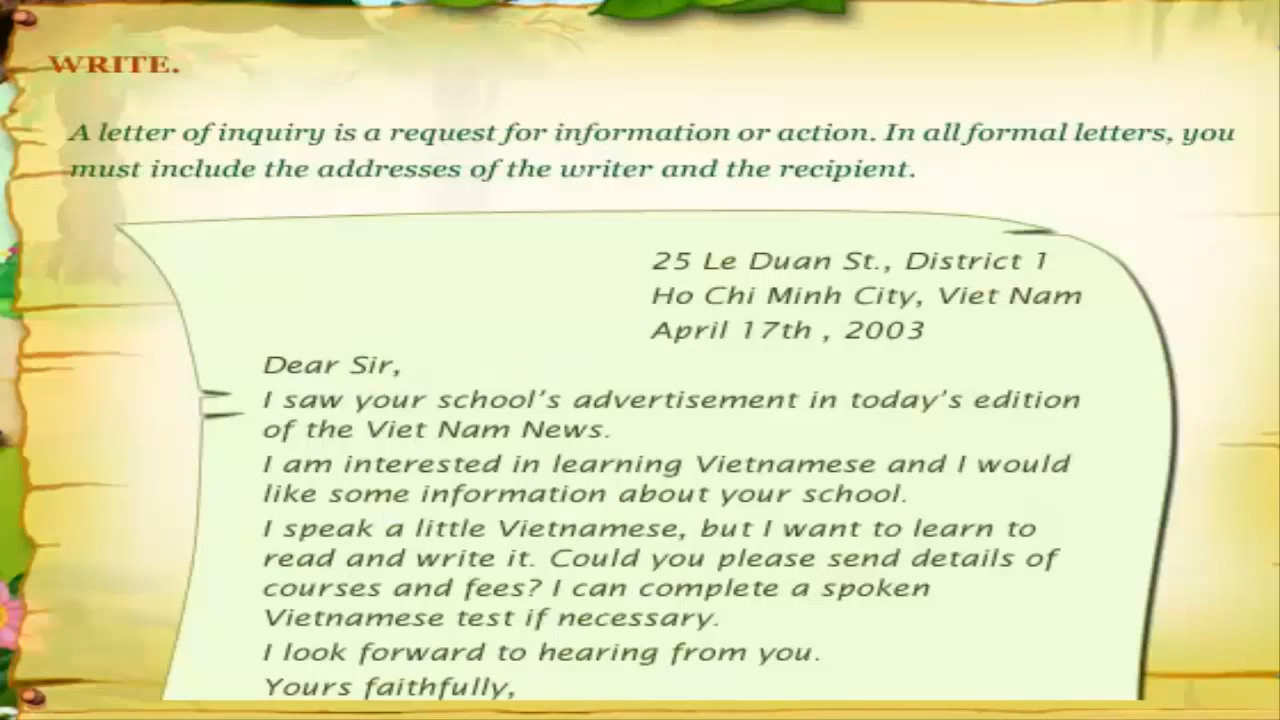 WRITE.
A letter of inquiry is a request for information or action. In all formal letters, you
must include the addresses of the writer and the recipient.
25 Le Duan St., District 1
Ho Chi Minh City, Viet Nam
April 17th , 2003
Dear Sir,
I saw your school's advertisement in today's edition
of the Viet Nam News.
I am interested in learning Vietnamese and I would
like some information about your school.
I speak a little Vietnamese, but I want to learn to
read and write it. Could you please send details of
courses and fees? I can complete a spoken
Vietnamese test if necessary.
I look forward to hearing from you.
Yours faithfully,